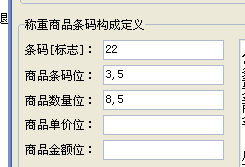 退
称重商品条码构成定义
条码[标志]： 22
商品条码位： 3,5
商品数量位： 8,5
商品单价位：
商品金额位：